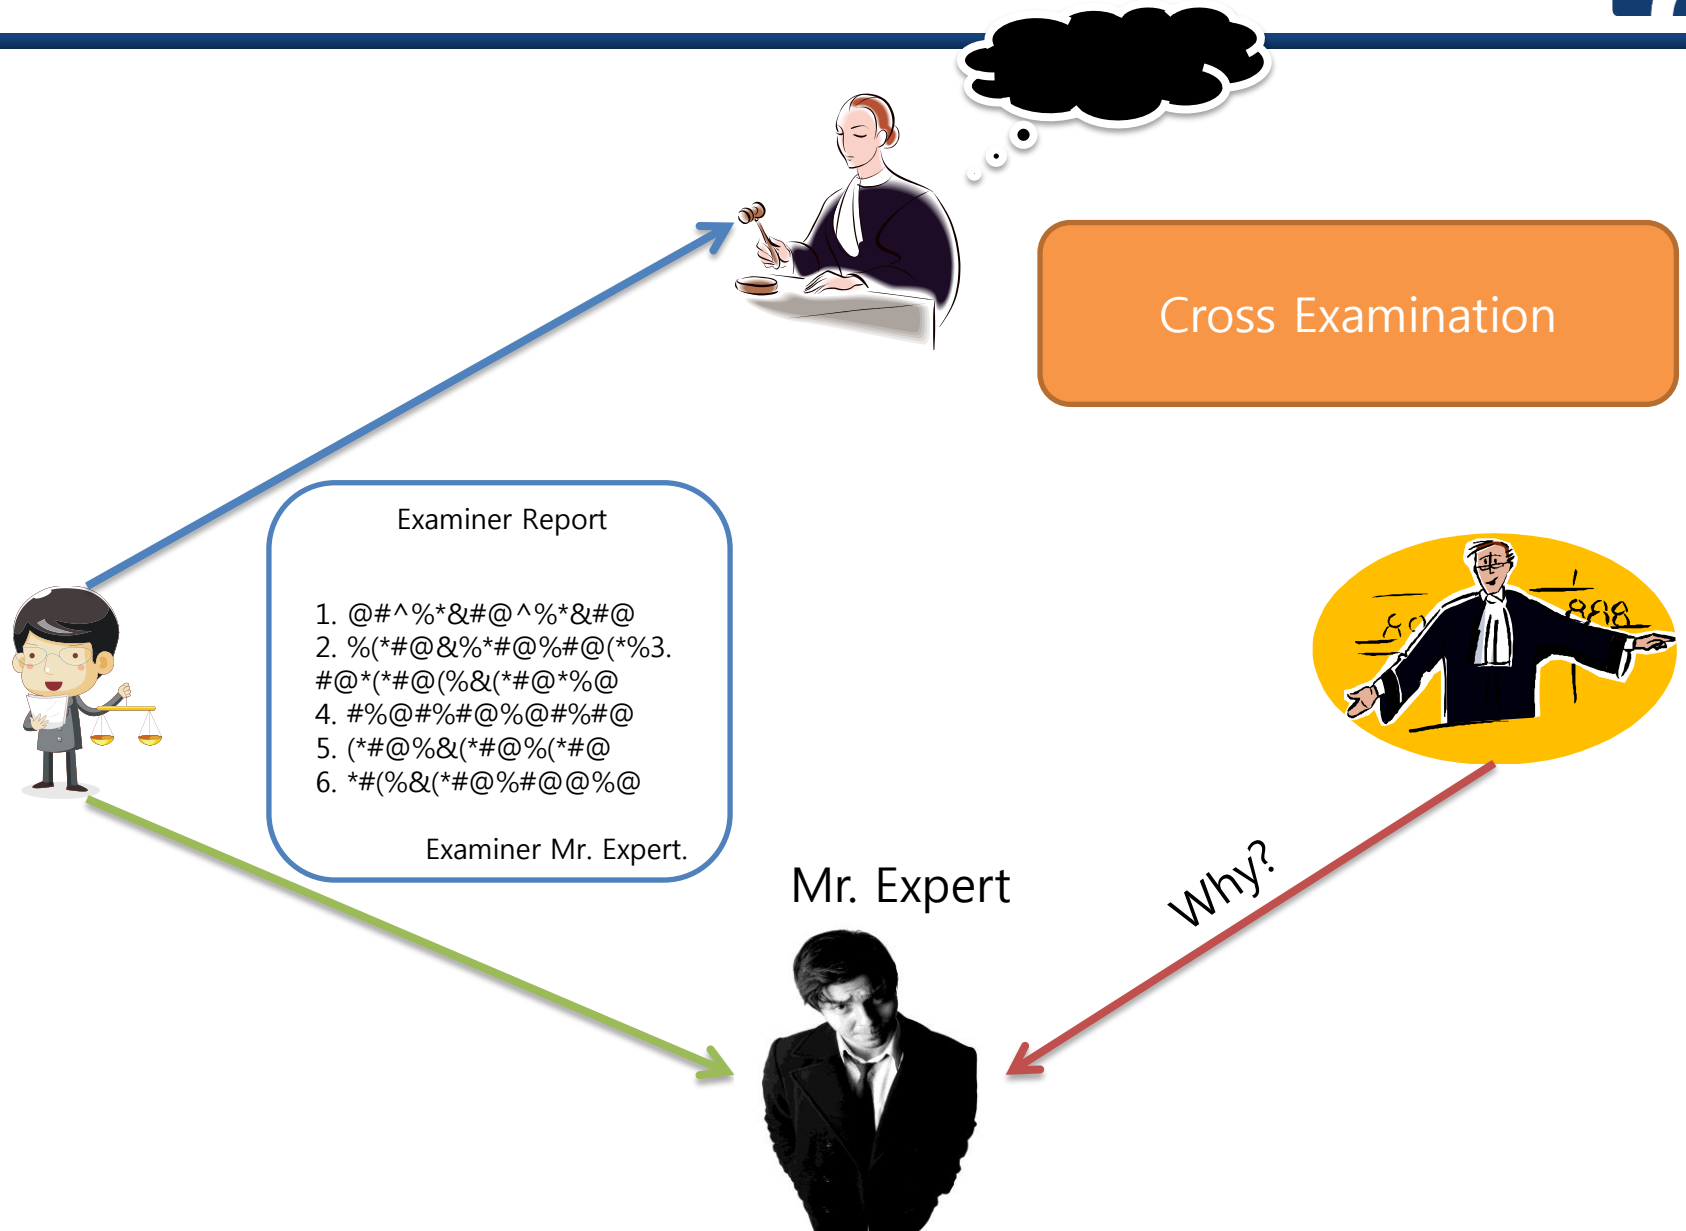 Cross Examination
Examiner Report
1. @#^%*&#@^%*&#@
2. %(*#@&%*#@%#@(*%3.
#@*(*#@(%&(*#@*%@
4. #%@#%#@%@#%#@
5. (*#@%&(*#@%(*#@
6. *#(%&(*#@%#@@%@
Examiner Mr. Expert.
Mr. Expert
Why?